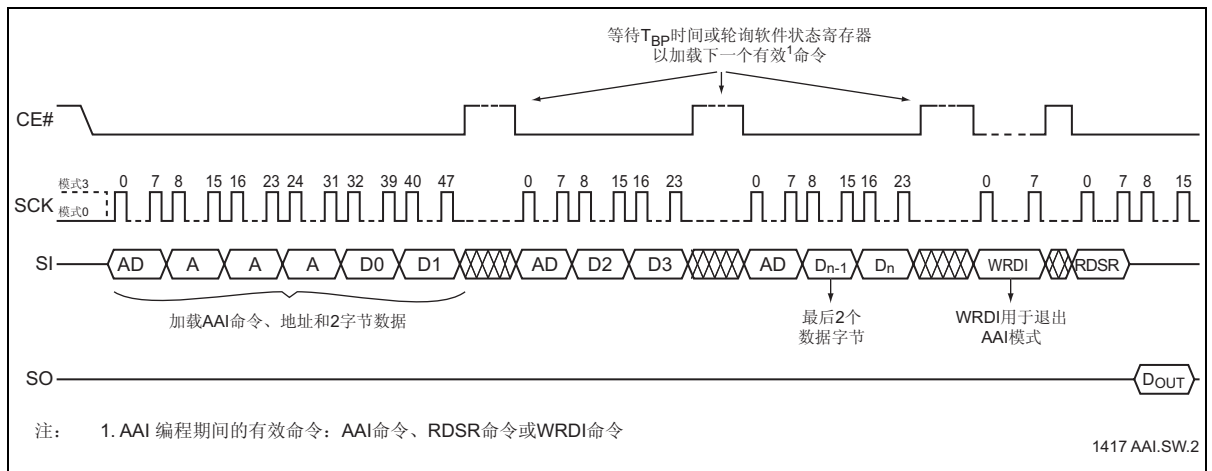 等待TBP时间或轮询软件状态寄存器
以加载下一个有效1命令
CE#
模式3
模式0
SCK
0 7 8 15 16 23 24 31 32 39 40 47 0 7 8 15 16 23 0 7 8 15 16 23 0 7 0 7 8 15
SI
AD A A A D0 D1 AD D2 D3 AD Dn-1 Dn WRDI RDSR
加载AAI命令、地址和2字节数据
最后2个
数据字节
WRDI用于退出
AAI模式
SO
DOUT
注: 1. AAI 编程期间的有效命令:AAI命令、RDSR命令或WRDI命令
1417 AAI.SW.2